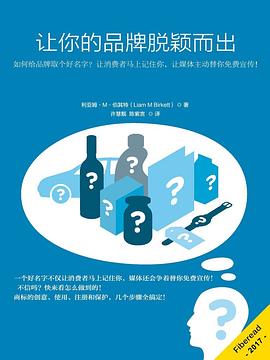 让你的品牌脱颖而出
如何给品牌取个好名字？让消费者马上记住你，让媒体主动替你免费宣传！
利亚姆·M·伯其特（Liam M Birkett） ◎ 著
许慧颙 陈紫宫 ◎ 译
? ? ? ? ? ?
一个好名字不仅让消费者马上记住你，媒体还会争着替你免费宣传！
不信吗？快来看怎么做到的！
商标的创意、使用、注册和保护，几个步骤全搞定！
?
Fiberead
- 2017 -